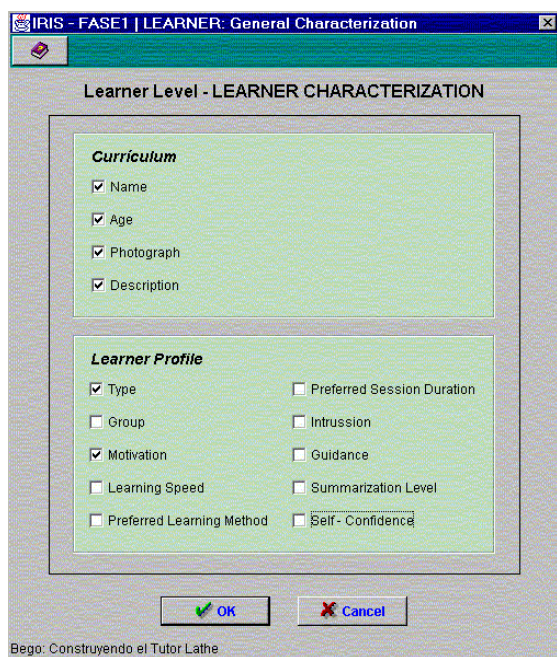 IRIS - FASE1 | LEARNER: General Characterization
Learner Level - LEARNER CHARACTERIZATION
Currículum
Name
Age
Photograph
Description
Learner Profile
Type
Preferred Session Duration
Group
Intrussion
Motivation
Guidance
Learning Speed
Summarization Level
Preferred Learning Method
Self - Confidence
OK
Cancel
Bego: Construyendo el Tutor Lathe